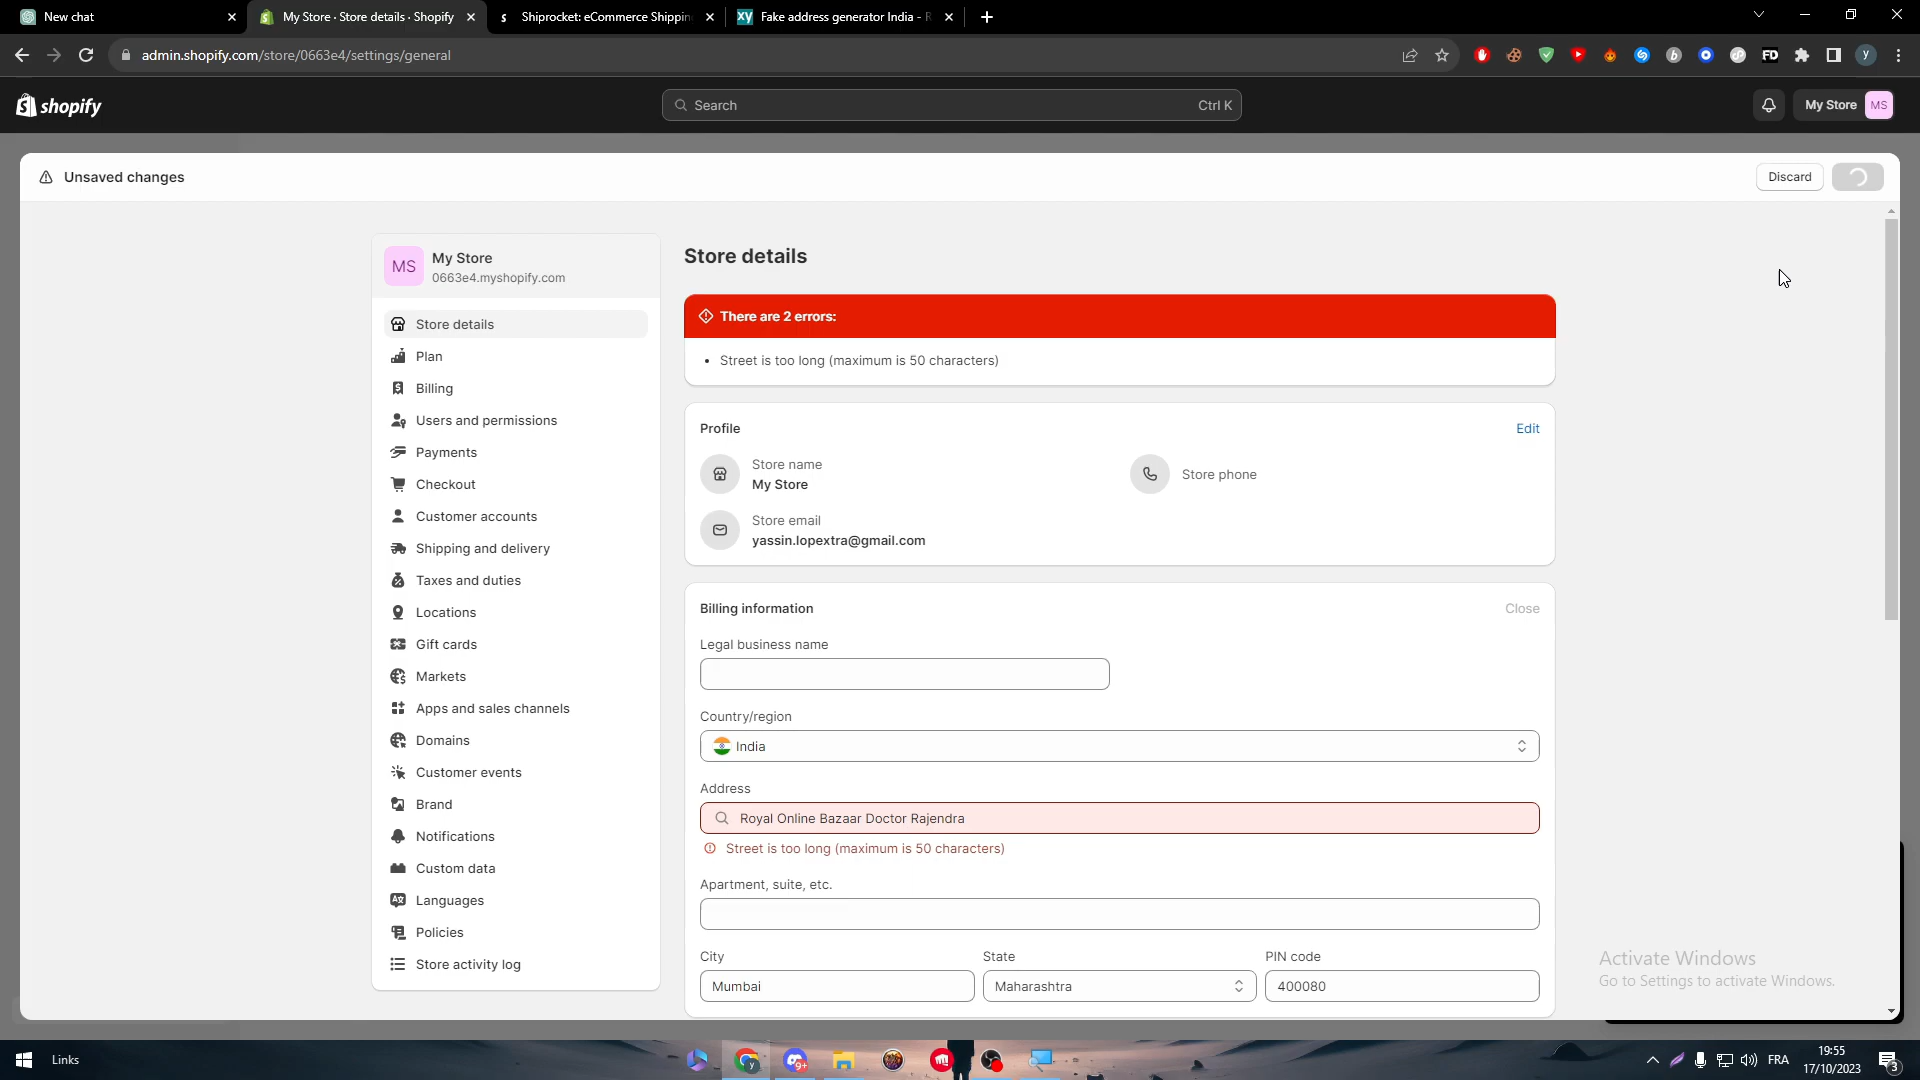 New chat
My Store · Store details · Shopify
Shiprocket: eCommerce Shippin
Fake address generator India - R
admin.shopify.com/store/0663e4/settings/general
FD
y
shopify
Search
Ctrl K
My Store
MS
Unsaved changes
Discard
MS
My Store
0663e4.myshopify.com
Store details
Plan
Billing
Users and permissions
Payments
Checkout
Customer accounts
Shipping and delivery
Taxes and duties
Locations
Gift cards
Markets
Apps and sales channels
Domains
Customer events
Brand
Notifications
Custom data
Languages
Policies
Store activity log
Store details
There are 2 errors:
• Street is too long (maximum is 50 characters)
Profile
Edit
Store name
My Store
Store phone
Store email
yassin.lopextra@gmail.com
Billing information
Close
Legal business name
Country/region
India
Address
Royal Online Bazaar Doctor Rajendra
Street is too long (maximum is 50 characters)
Apartment, suite, etc.
City
State
PIN code
Mumbai
Maharashtra
400080
Activate Windows
Go to Settings to activate Windows.
Links
FRA
19:55
17/10/2023
3